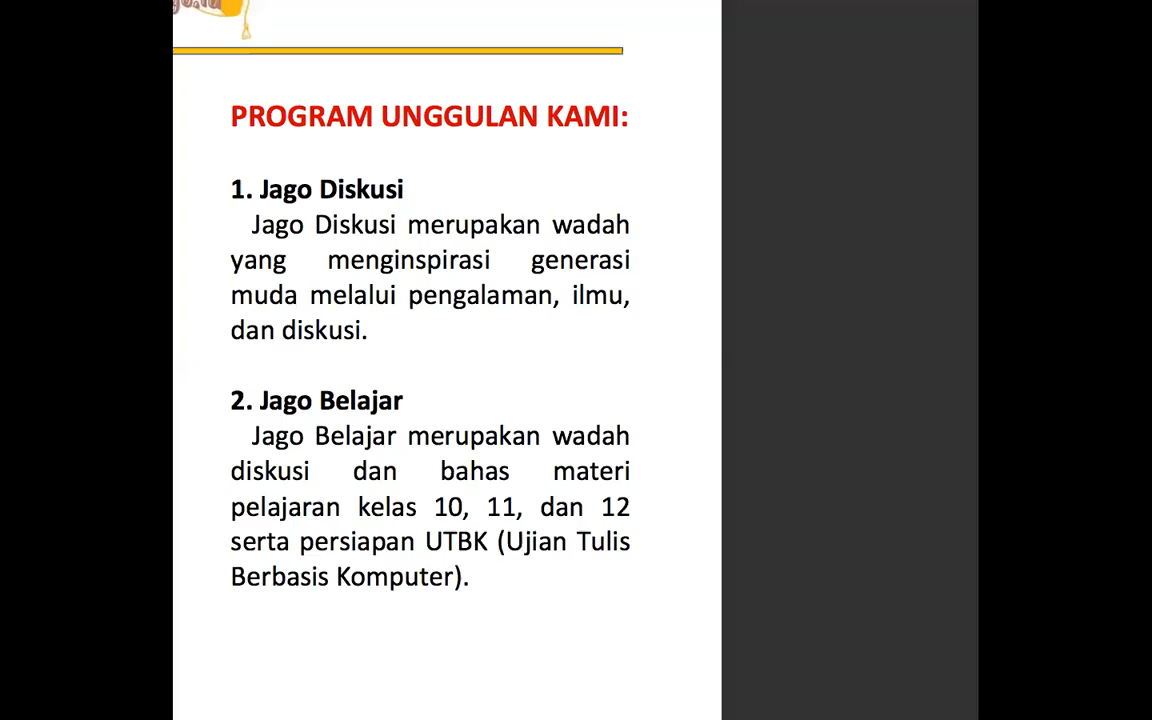 PROGRAM UNGGULAN KAMI:
1. Jago Diskusi
Jago Diskusi merupakan wadah
yang menginspirasi generasi
muda melalui pengalaman, ilmu,
dan diskusi.
2. Jago Belajar
Jago Belajar merupakan wadah
diskusi dan bahas materi
pelajaran kelas 10, 11, dan 12
serta persiapan UTBK (Ujian Tulis
Berbasis Komputer).